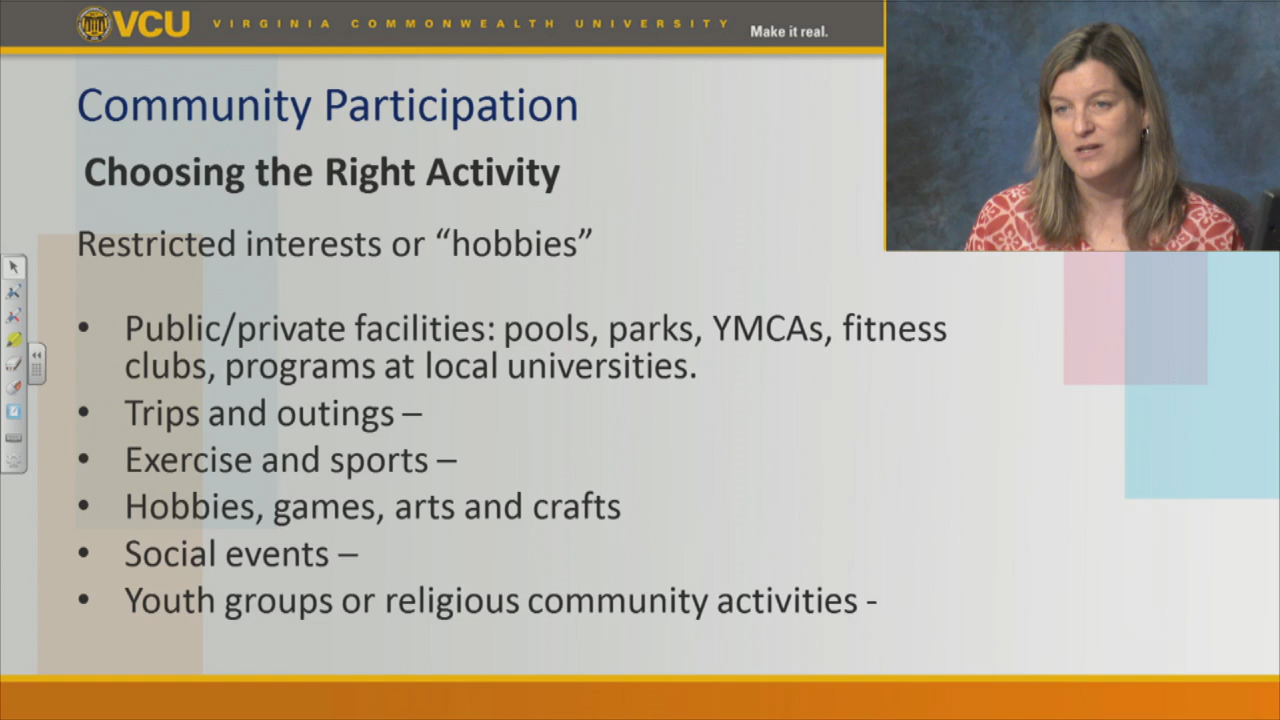 VCU VIRGINIA COMMONWEALTH UNIVERSITY Make it real.
Community Participation
Choosing the Right Activity
Restricted interests or “hobbies”
• Public/private facilities: pools, parks, YMCAs, fitness
clubs, programs at local universities.
• Trips and outings –
• Exercise and sports –
• Hobbies, games, arts and crafts
• Social events –
• Youth groups or religious community activities -